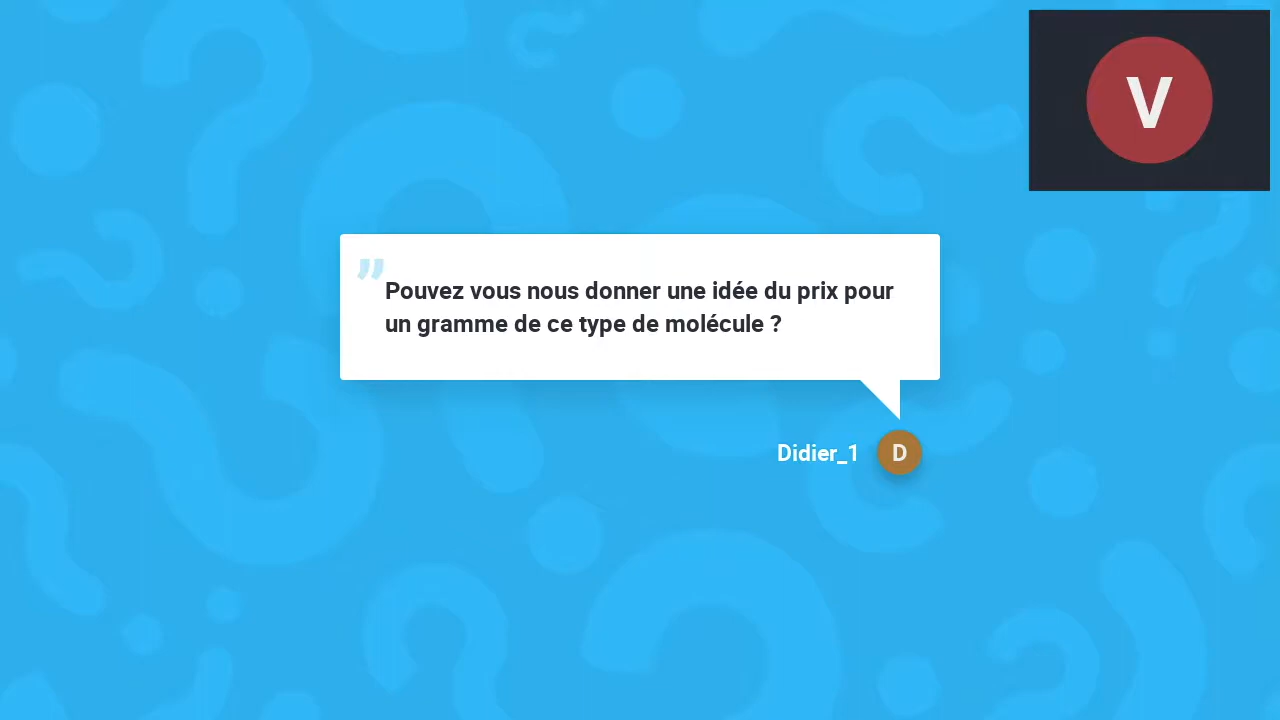 V
” Pouvez vous nous donner une idée du prix pour
un gramme de ce type de molécule ?
Didier_1 D